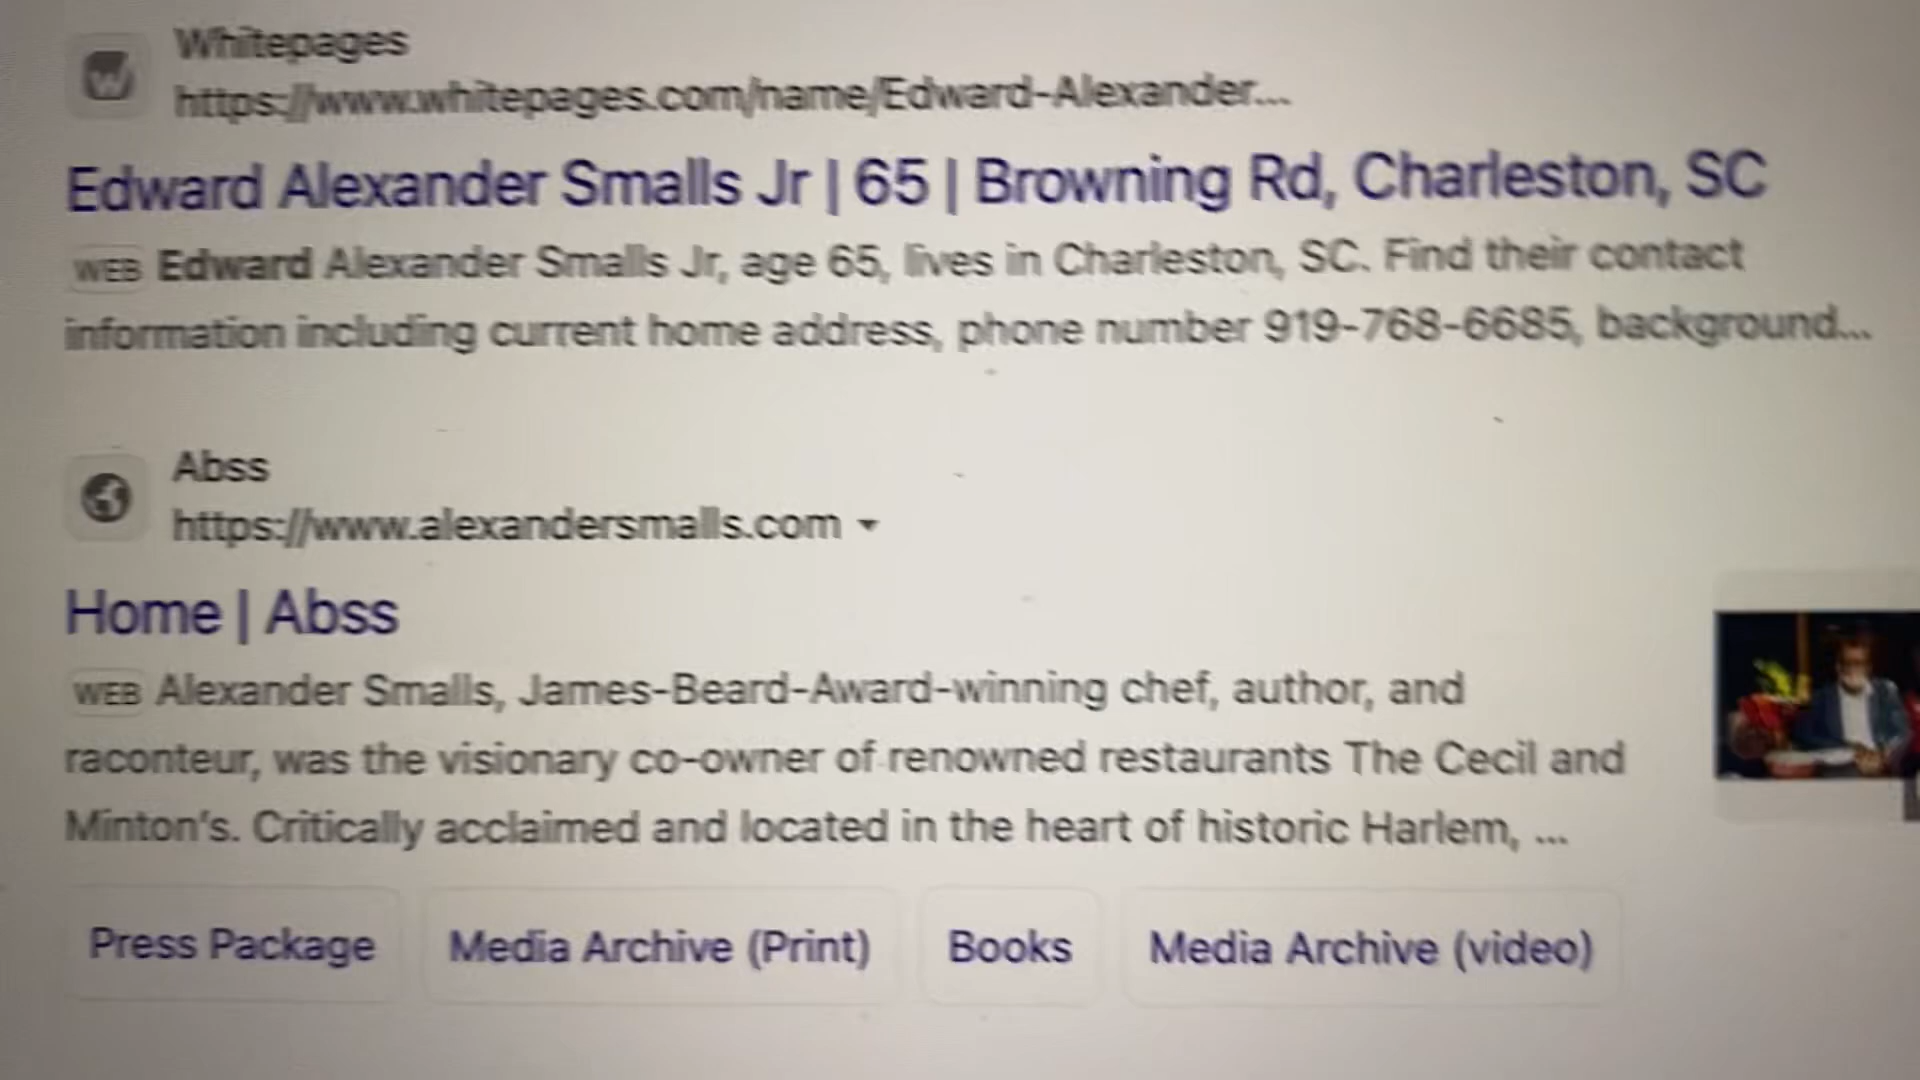 Whitepages
https://www.whitepages.com/name/Edward-Alexander...
Edward Alexander Smalls Jr | 65 | Browning Rd, Charleston, SC
WEB Edward Alexander Smalls Jr, age 65, lives in Charleston, SC. Find their contact
information including current home address, phone number 919-768-6685, background...
Abss
https://www.alexandersmalls.com
Home | Abss
WEB Alexander Smalls, James-Beard-Award-winning chef, author, and
raconteur, was the visionary co-owner of renowned restaurants The Cecil and
Minton's. Critically acclaimed and located in the heart of historic Harlem, ...
Press Package
Media Archive (Print)
Books
Media Archive (video)